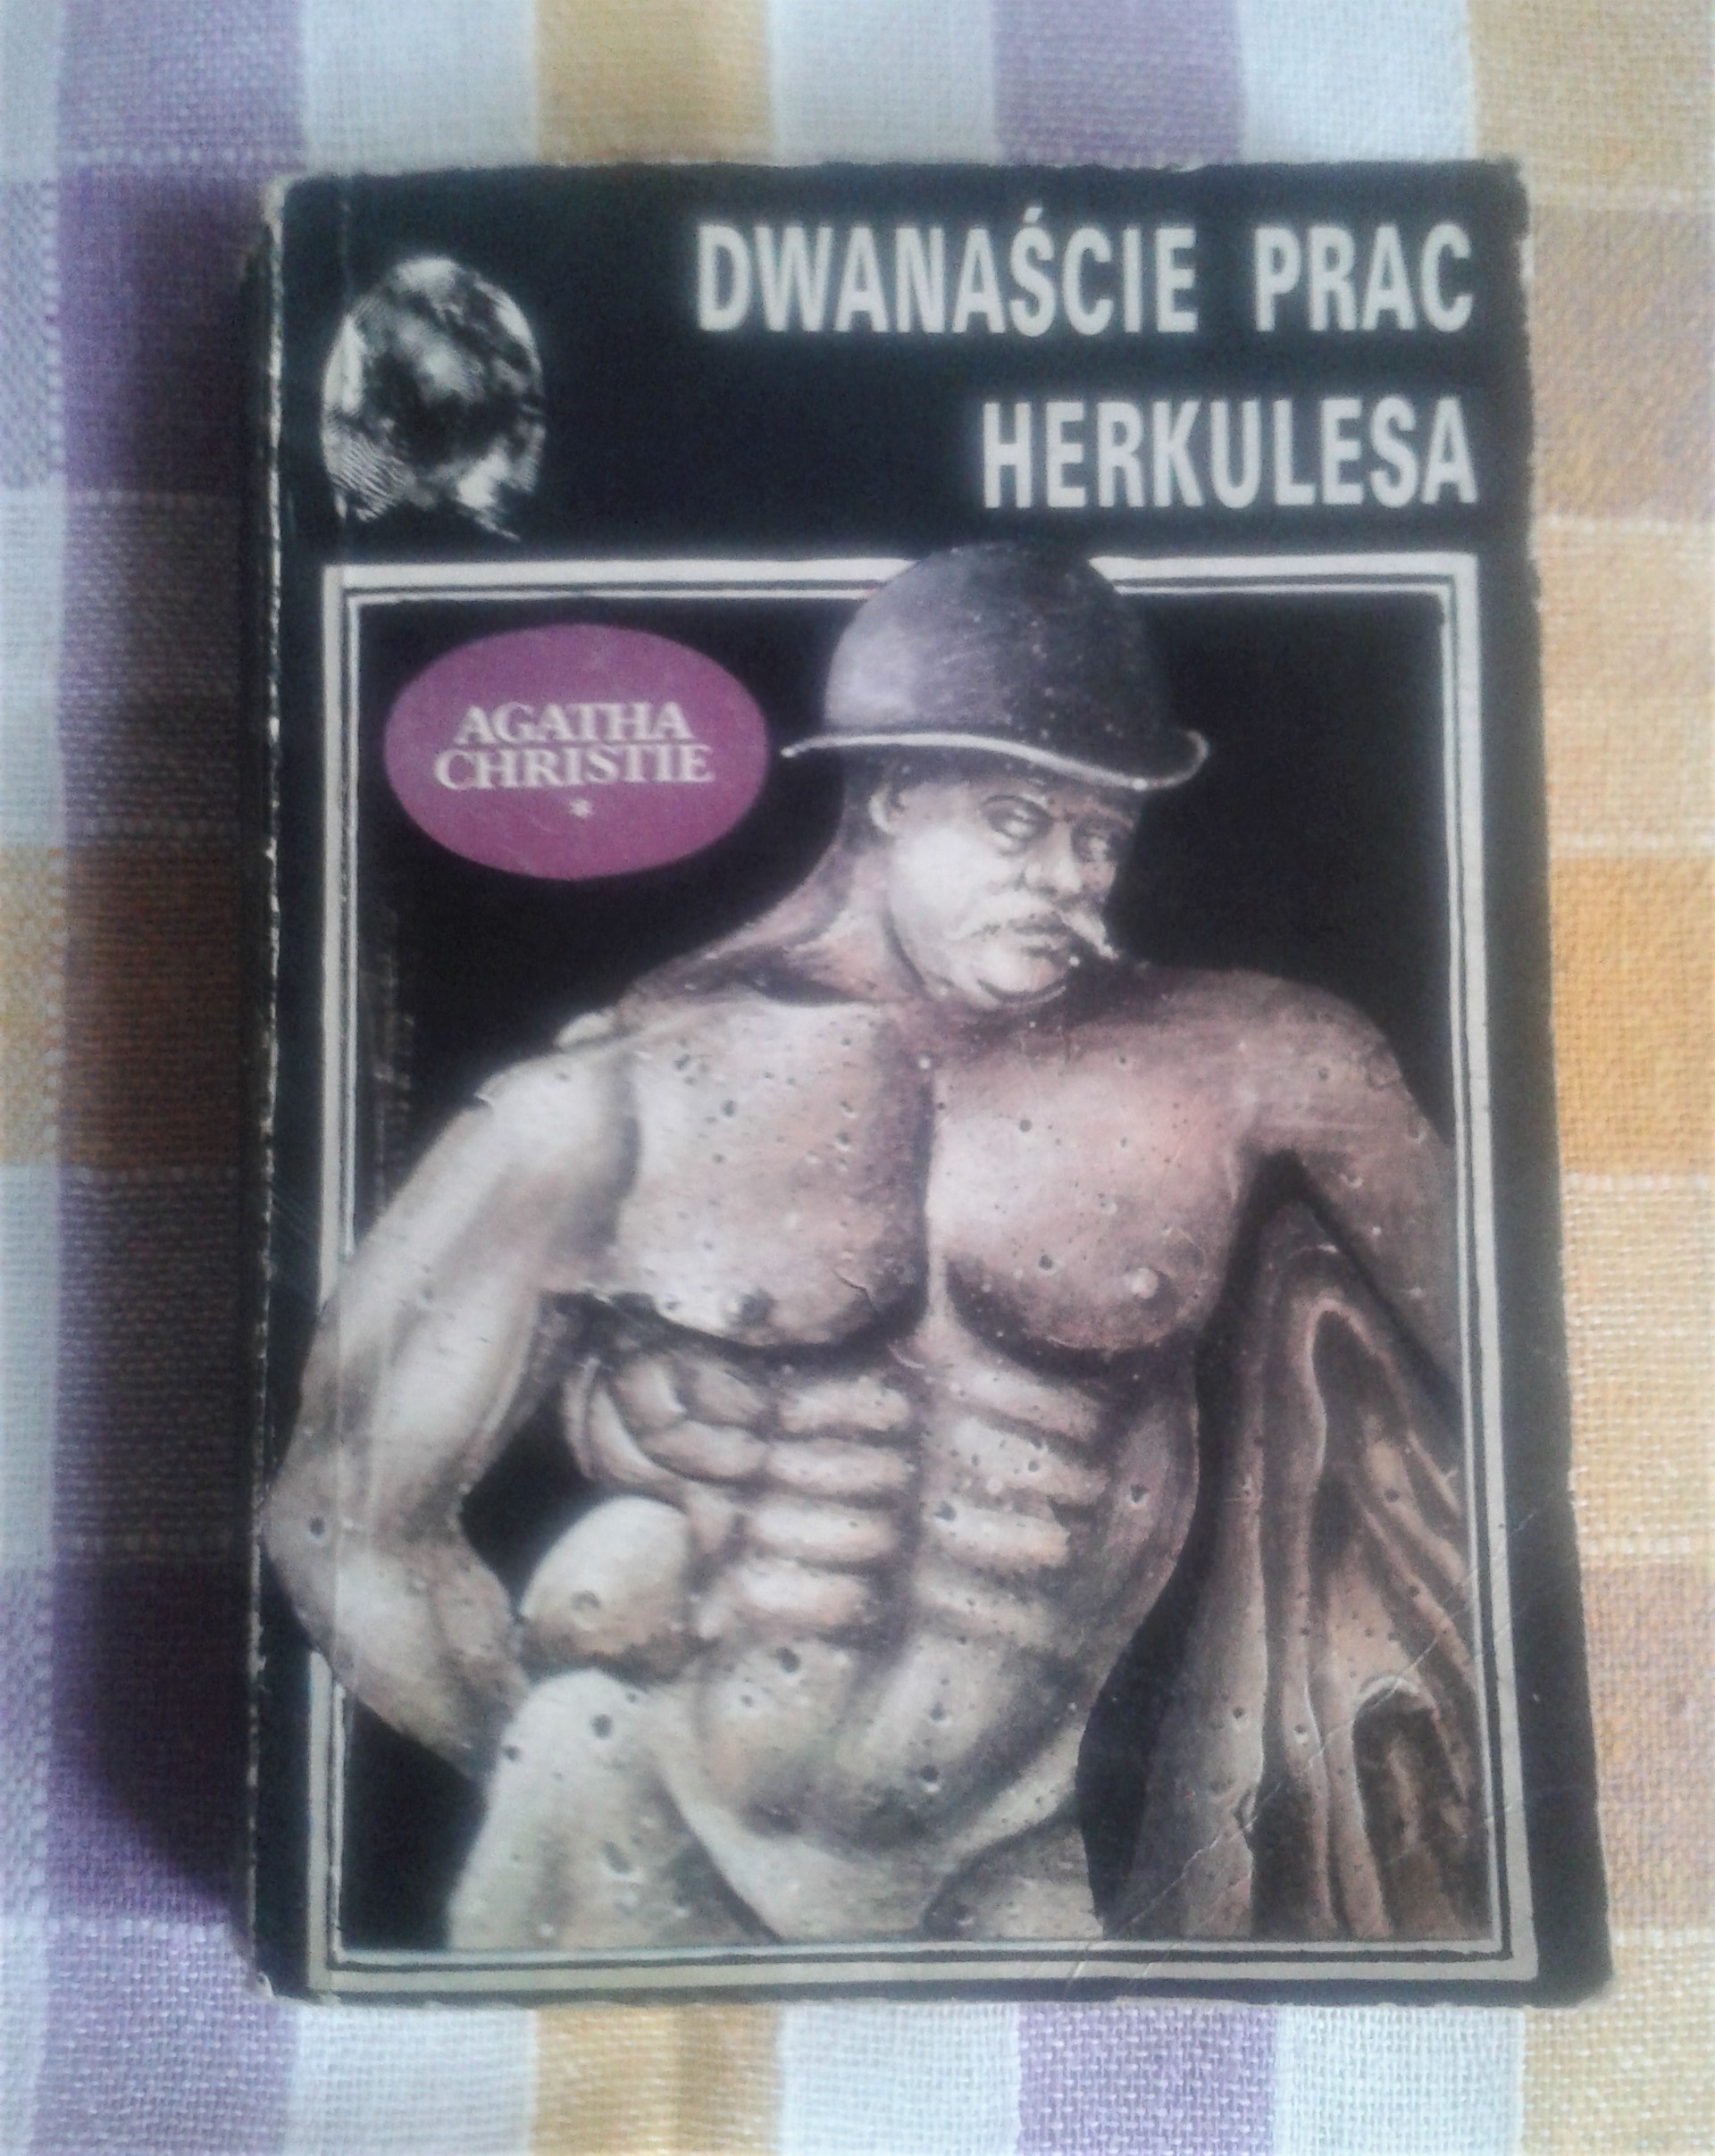 DWANAŚCIE PRAC
HERKULESA
AGATHA
CHRISTIE
*